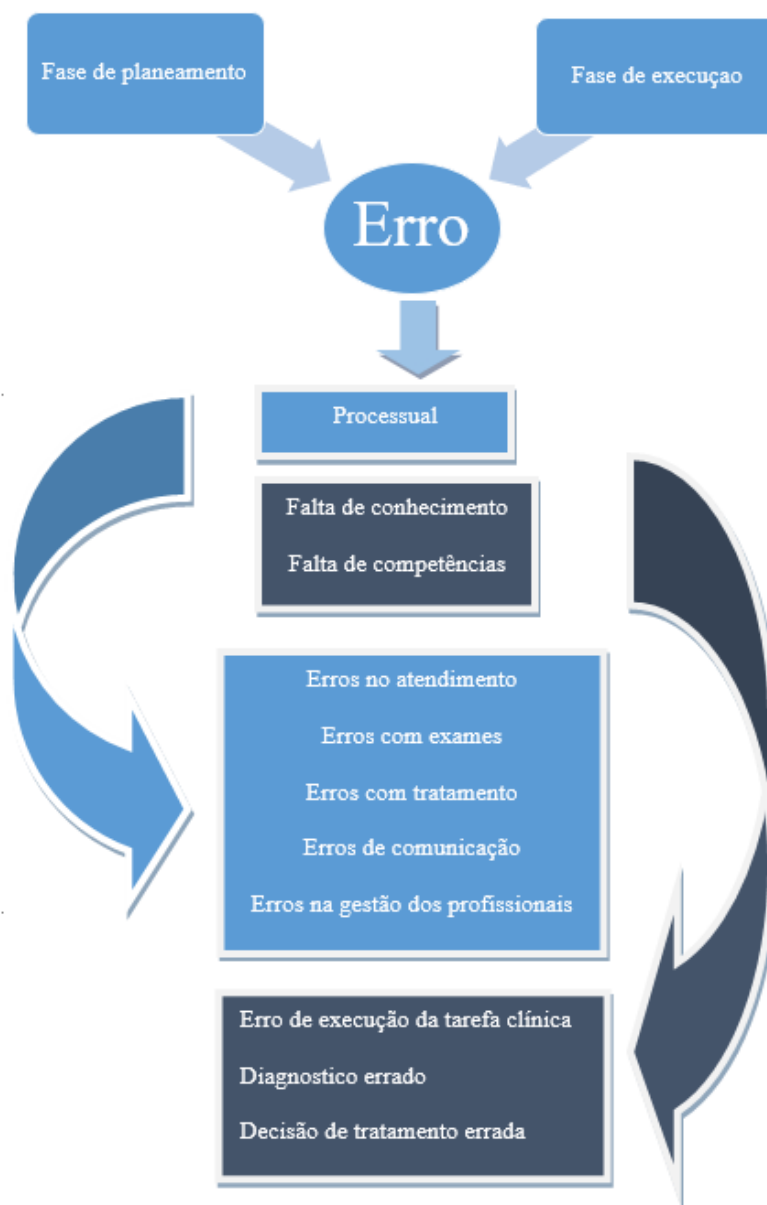 Fase de planeamento
Fase de execuçao
Erro
Processual
Falta de conhecimento
Falta de competências
Erros no atendimento
Erros com exames
Erros com tratamento
Erros de comunicação
Erros na gestão dos profissionais
Erro de execução da tarefa clínica
Diagnostico errado
Decisão de tratamento errada